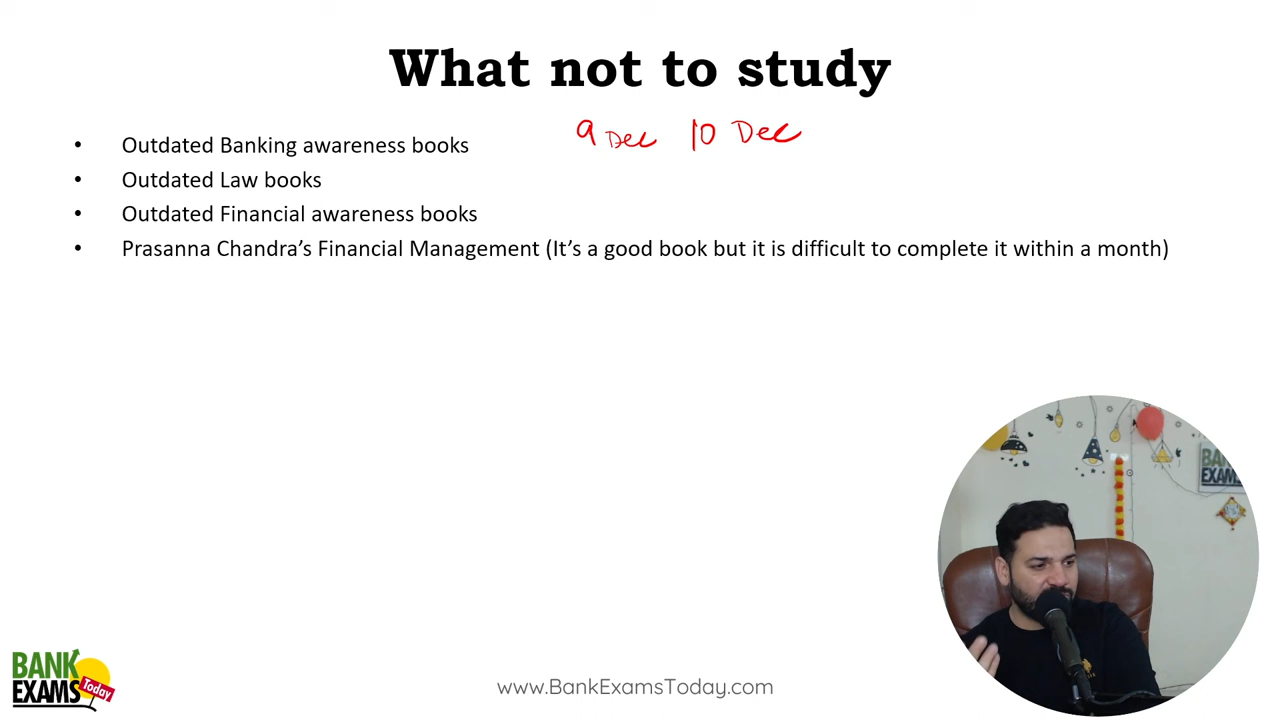 What not to study
9 Dec 10 Dec
• Outdated Banking awareness books
• Outdated Law books
• Outdated Financial awareness books
• Prasanna Chandra’s Financial Management (It’s a good book but it is difficult to complete it within a month)
BANK
EXAMS
BANK
EXAMS
Today
www.BankExamsToday.com